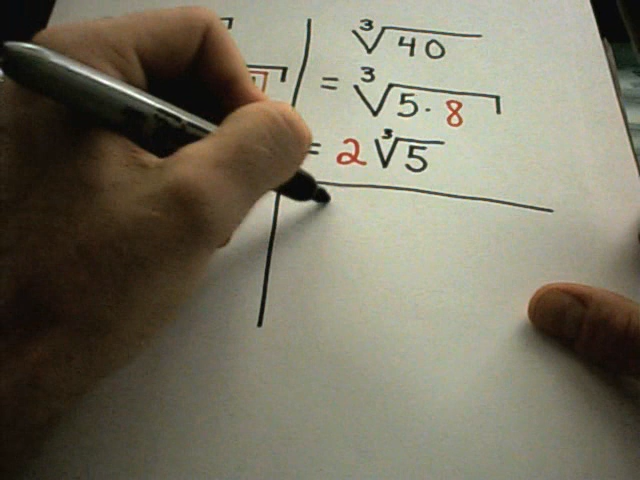 ∛40
= ∛5·8
= 2∛5